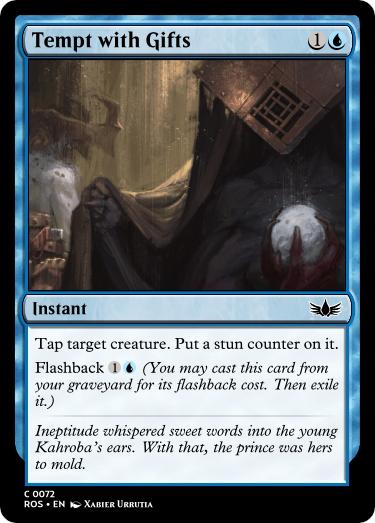 Tempt with Gifts 1
Instant
Tap target creature. Put a stun counter on it.
Flashback 1 (You may cast this card from
your graveyard for its flashback cost. Then exile
it.)
Ineptitude whispered sweet words into the young
Kahroba's ears. With that, the prince was hers
to mold.
C 0072
ROS • EN Xabier Urrutia